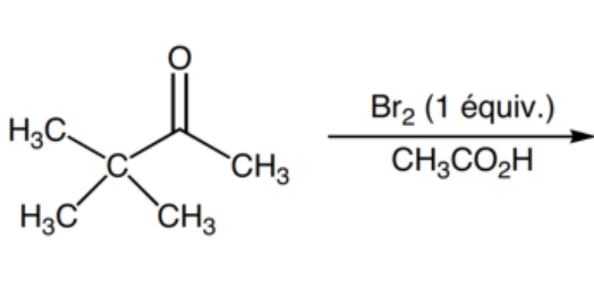 O
Br₂ (1 équiv.)
H₃C
C
CH₃
CH₃CO₂H
H₃C
CH₃